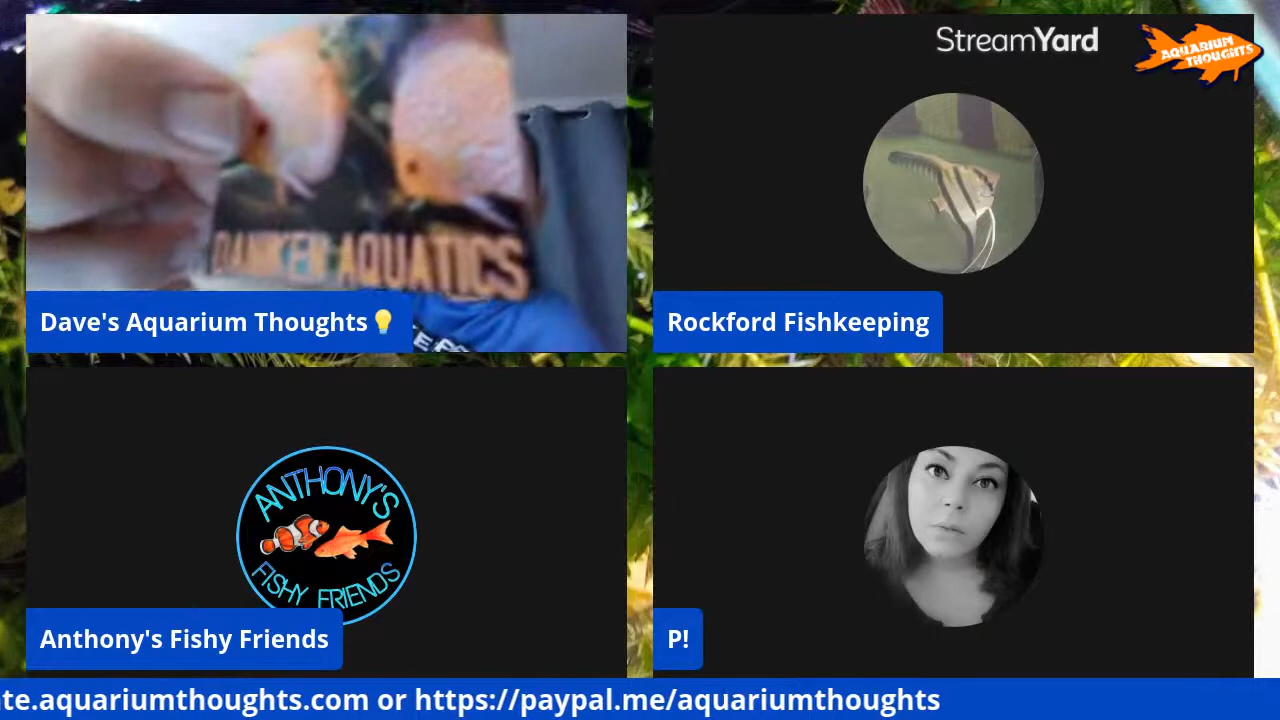 StreamYard
AQUARIUM
THOUGHTS
AQUATICS
Dave's Aquarium Thoughts💡
Rockford Fishkeeping
ANTHONY'S
FISHY FRIENDS
Anthony's Fishy Friends
P!
te.aquariumthoughts.com or https://paypal.me/aquariumthoughts